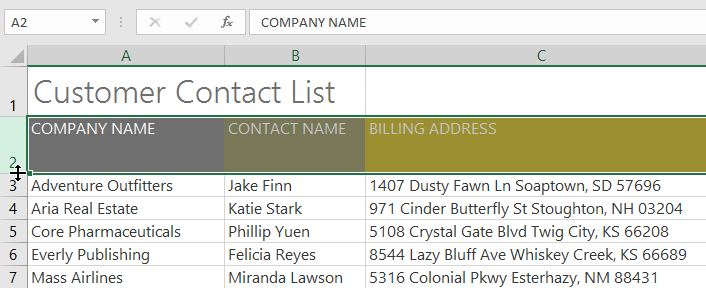 A2 fx COMPANY NAME
A B C
1 Customer Contact List
2 COMPANY NAME CONTACT NAME BILLING ADDRESS
3 Adventure Outfitters Jake Finn 1407 Dusty Fawn Ln Soaptown, SD 57696
4 Aria Real Estate Katie Stark 971 Cinder Butterfly St Stoughton, NH 03204
5 Core Pharmaceuticals Phillip Yuen 5108 Crystal Gate Blvd Twig City, KS 66208
6 Everly Publishing Felicia Reyes 8544 Lazy Bluff Ave Whiskey Creek, KS 66689
7 Mass Airlines Miranda Lawson 5316 Colonial Pkwy Esterhazy, NM 88431